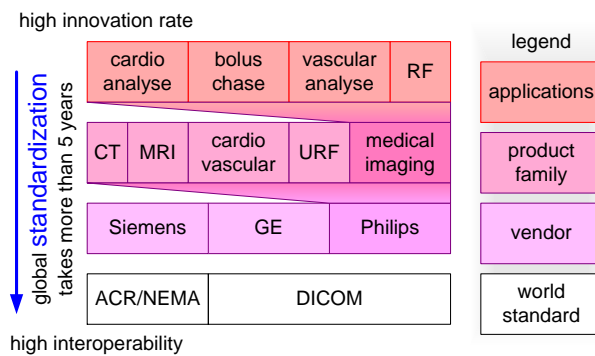 high innovation rate
legend
cardio
analyse
bolus
chase
vascular
analyse
RF
applications
global standardization
takes more than 5 years
CT
MRI
cardio
vascular
URF
medical
imaging
product
family
Siemens
GE
Philips
vendor
ACR/NEMA
DICOM
world
standard
high interoperability